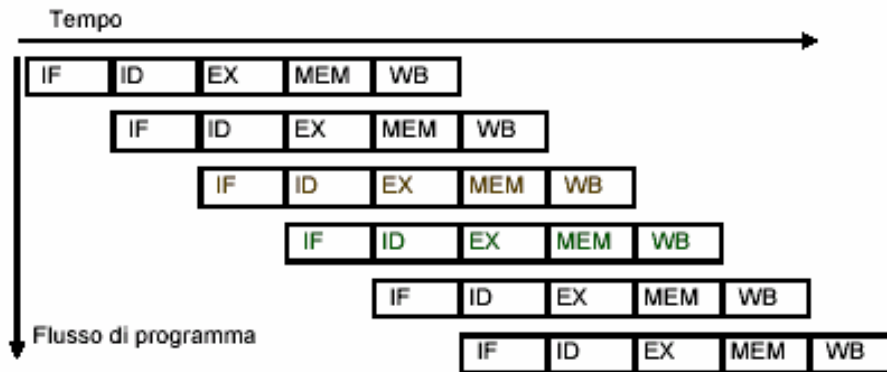 Tempo
IF ID EX MEM WB
IF ID EX MEM WB
IF ID EX MEM WB
IF ID EX MEM WB
IF ID EX MEM WB
Flusso di programma
IF ID EX MEM WB